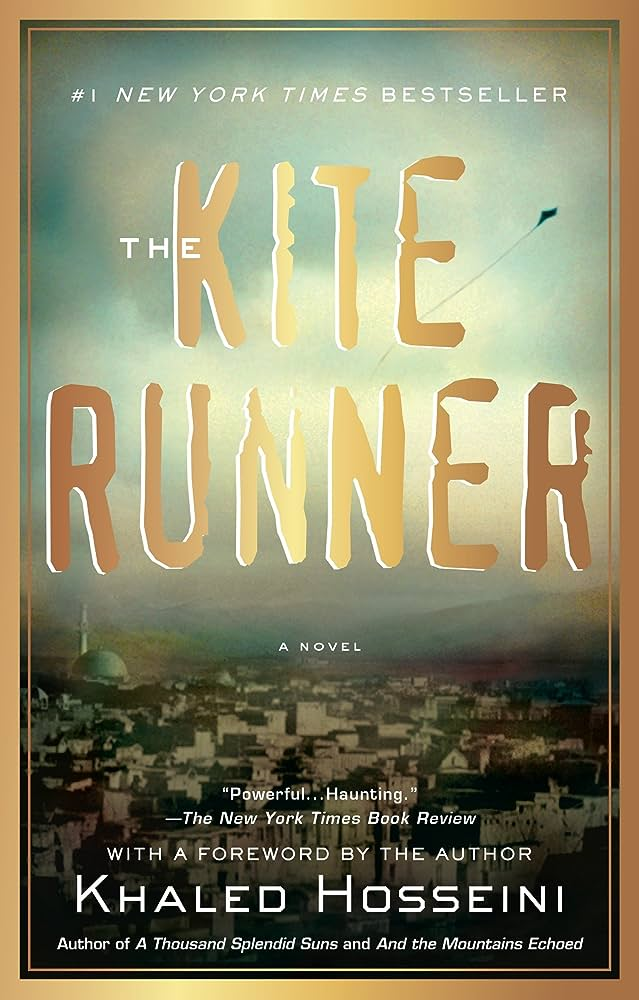 #1 NEW YORK TIMES BESTSELLER
THE KITE
RUNNER
A NOVEL
“Powerful...Haunting.”
—The New York Times Book Review
WITH A FOREWORD BY THE AUTHOR
KHALED HOSSEINI
Author of A Thousand Splendid Suns and And the Mountains Echoed